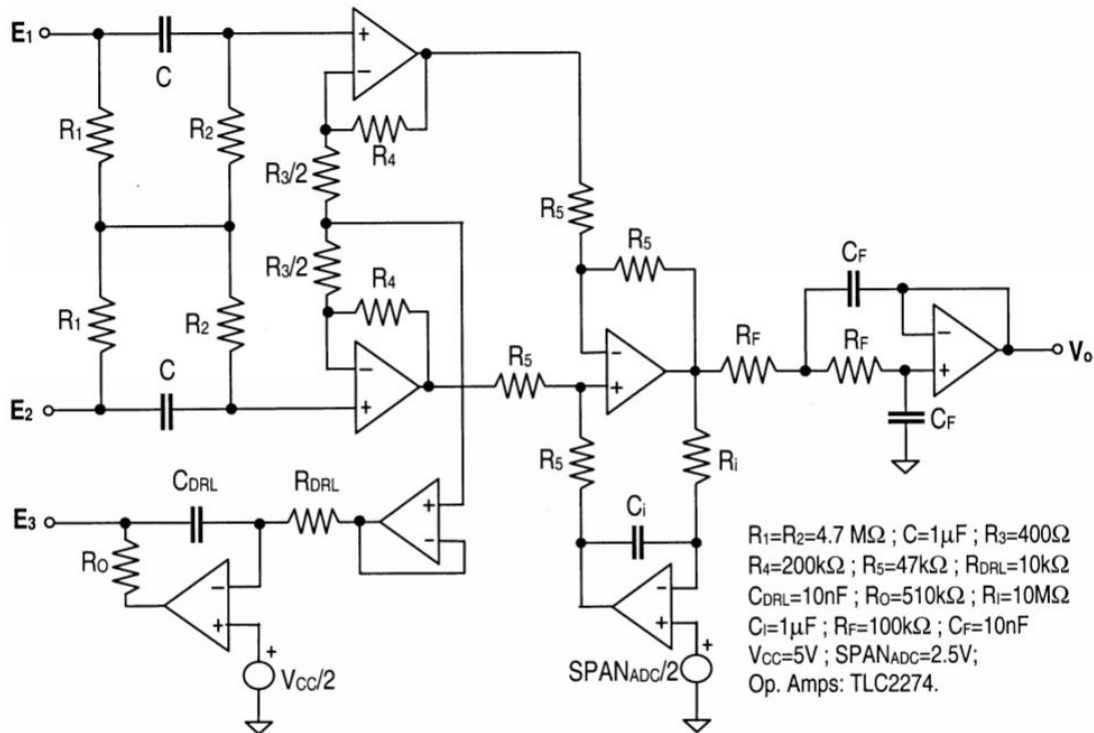 E1
C
R1
R2
R3/2
R4
R5
R3/2
R4
R5
R1
R2
CF
RF
RF
Vo
C
R5
E2
CF
R5
Ri
CDRL
RDRL
E3
Ci
RO
R1=R2=4.7 MΩ ; C=1μF ; R3=400Ω
R4=200kΩ ; R5=47kΩ ; RDRL=10kΩ
CDRL=10nF ; RO=510kΩ ; RI=10MΩ
CI=1μF ; RF=100kΩ ; CF=10nF
VCC=5V ; SPANADC=2.5V;
Op. Amps: TLC2274.
VCC/2
SPANADC/2